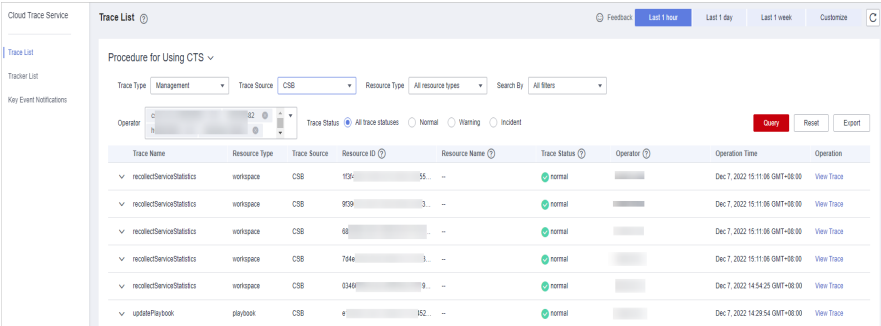 Cloud Trace Service
Trace List
Tracker List
Key Event Notifications
Trace List ?
Feedback Last 1 hour Last 1 day Last 1 week Customize
Procedure for Using CTS
Trace Type Management Trace Source CSB Resource Type All resource types Search By All filters
Operator Trace Status All trace statuses Normal Warning Incident Query Reset Export
Trace Name Resource Type Trace Source Resource ID ? Resource Name ? Trace Status ? Operator ? Operation Time Operation
recollectServiceStatistics workspace CSB -- normal Dec 7, 2022 15:11:06 GMT+08:00 View Trace
recollectServiceStatistics workspace CSB -- normal Dec 7, 2022 15:11:06 GMT+08:00 View Trace
recollectServiceStatistics workspace CSB -- normal Dec 7, 2022 15:11:06 GMT+08:00 View Trace
recollectServiceStatistics workspace CSB -- normal Dec 7, 2022 15:11:06 GMT+08:00 View Trace
recollectServiceStatistics workspace CSB -- normal Dec 7, 2022 14:54:25 GMT+08:00 View Trace
updatePlaybook playbook CSB -- normal Dec 7, 2022 14:29:54 GMT+08:00 View Trace